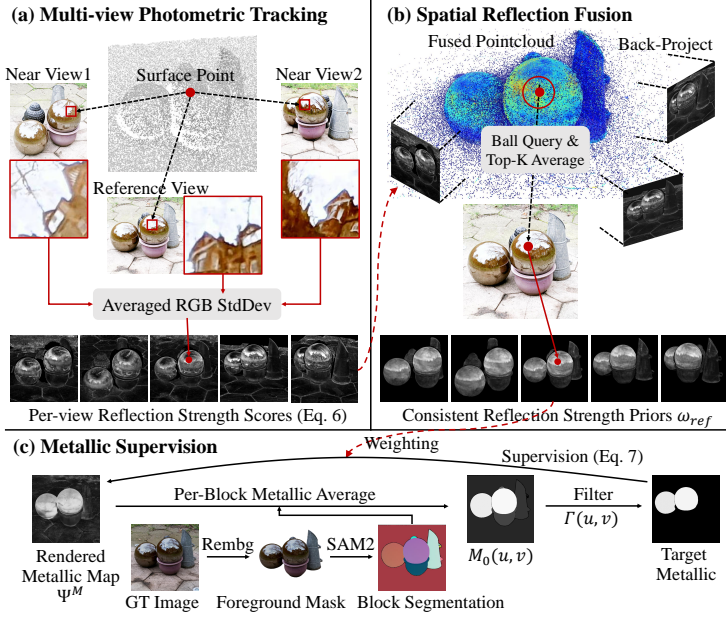 (a) Multi-view Photometric Tracking
Near View1
Surface Point
Near View2
Reference View
Averaged RGB StdDev
Per-view Reflection Strength Scores (Eq. 6)
(b) Spatial Reflection Fusion
Fused Pointcloud
Back-Project
Ball Query &
Top-K Average
Consistent Reflection Strength Priors ω_ref
(c) Metallic Supervision
Weighting
Supervision (Eq. 7)
Per-Block Metallic Average
Filter
Γ(u, v)
Rendered
Metallic Map
Ψ^M
Rembg
SAM2
GT Image
Foreground Mask
Block Segmentation
M_0(u, v)
Target
Metallic